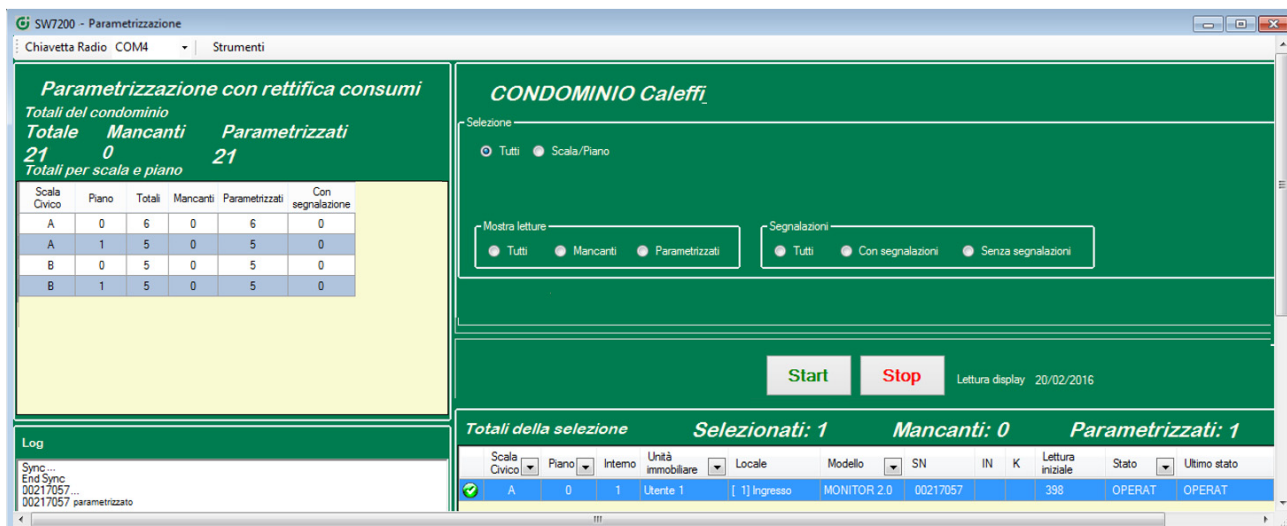 SW7200 - Parametrizzazione
Chiavetta Radio COM4 Strumenti
Parametrizzazione con rettifica consumi
Totali del condominio
Totale Mancanti Parametrizzati
21 0 21
Totali per scala e piano
Scala Civico Piano Totali Mancanti Parametrizzati Con segnalazione
A 0 6 0 6 0
A 1 5 0 5 0
B 0 5 0 5 0
B 1 5 0 5 0
Log
Sync...
End Sync
00217057...
00217057 parametrizzato
CONDOMINIO Caleffi_
Selezione
Tutti Scala/Piano
Mostra letture
Tutti Mancanti Parametrizzati
Segnalazioni
Tutti Con segnalazioni Senza segnalazioni
Start Stop Lettura display 20/02/2016
Totali della selezione Selezionati: 1 Mancanti: 0 Parametrizzati: 1
Scala Civico Piano Interno Unità immobiliare Locale Modello SN IN K Lettura iniziale Stato Ultimo stato
A 0 1 Utente 1 [ 1] Ingresso MONITOR 2.0 00217057 398 OPERAT OPERAT